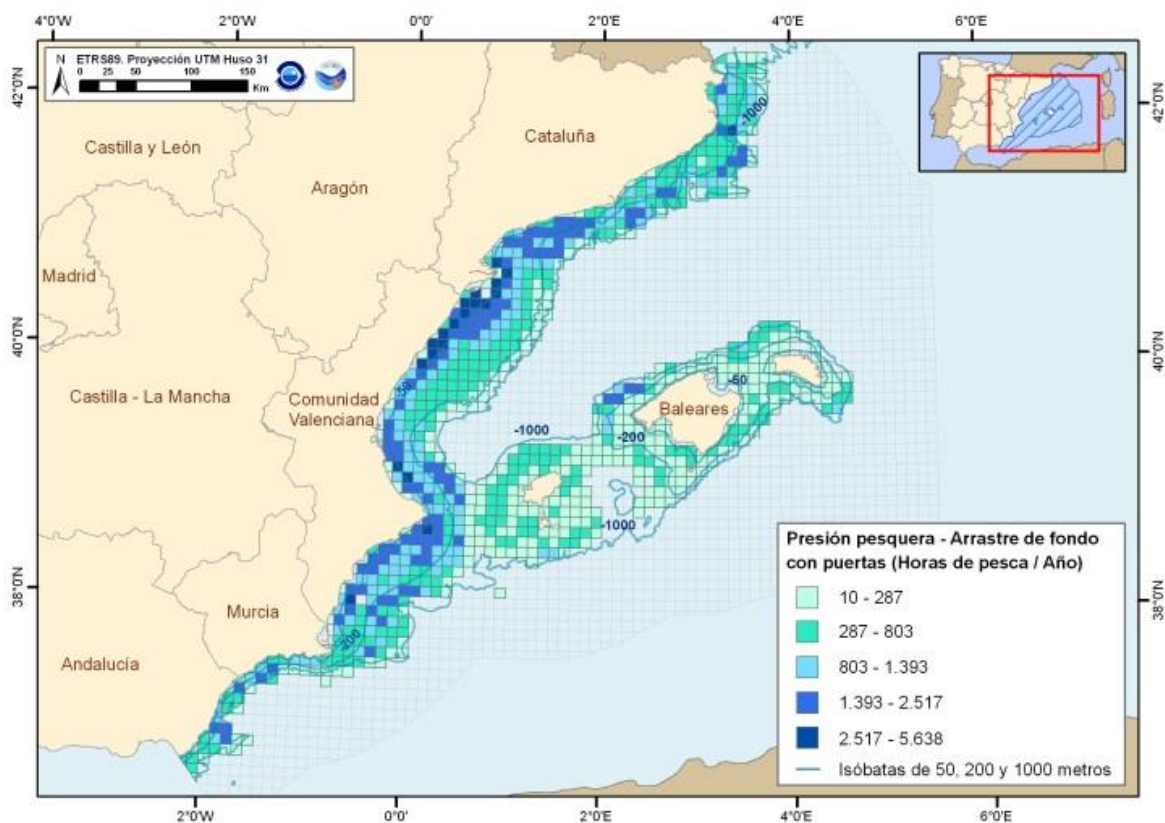 4°0'W 2°0'W 0°0' 2°0'E 4°0'E 6°0'E
N ETRS89. Proyección UTM Huso 31
0 25 50 100 150
Km
42°0'N
42°0'N
-1000
Cataluña
Castilla y León
Aragón
Madrid
40°0'N
40°0'N
-50
-50
Castilla - La Mancha
Comunidad
Valenciana
Baleares
-1000
-200
-1000
Presión pesquera - Arrastre de fondo
con puertas (Horas de pesca / Año)
10 - 287
287 - 803
803 - 1.393
1.393 - 2.517
2.517 - 5.638
Isóbatas de 50, 200 y 1000 metros
38°0'N
38°0'N
Murcia
-200
Andalucía
2°0'W 0°0' 2°0'E 4°0'E 6°0'E